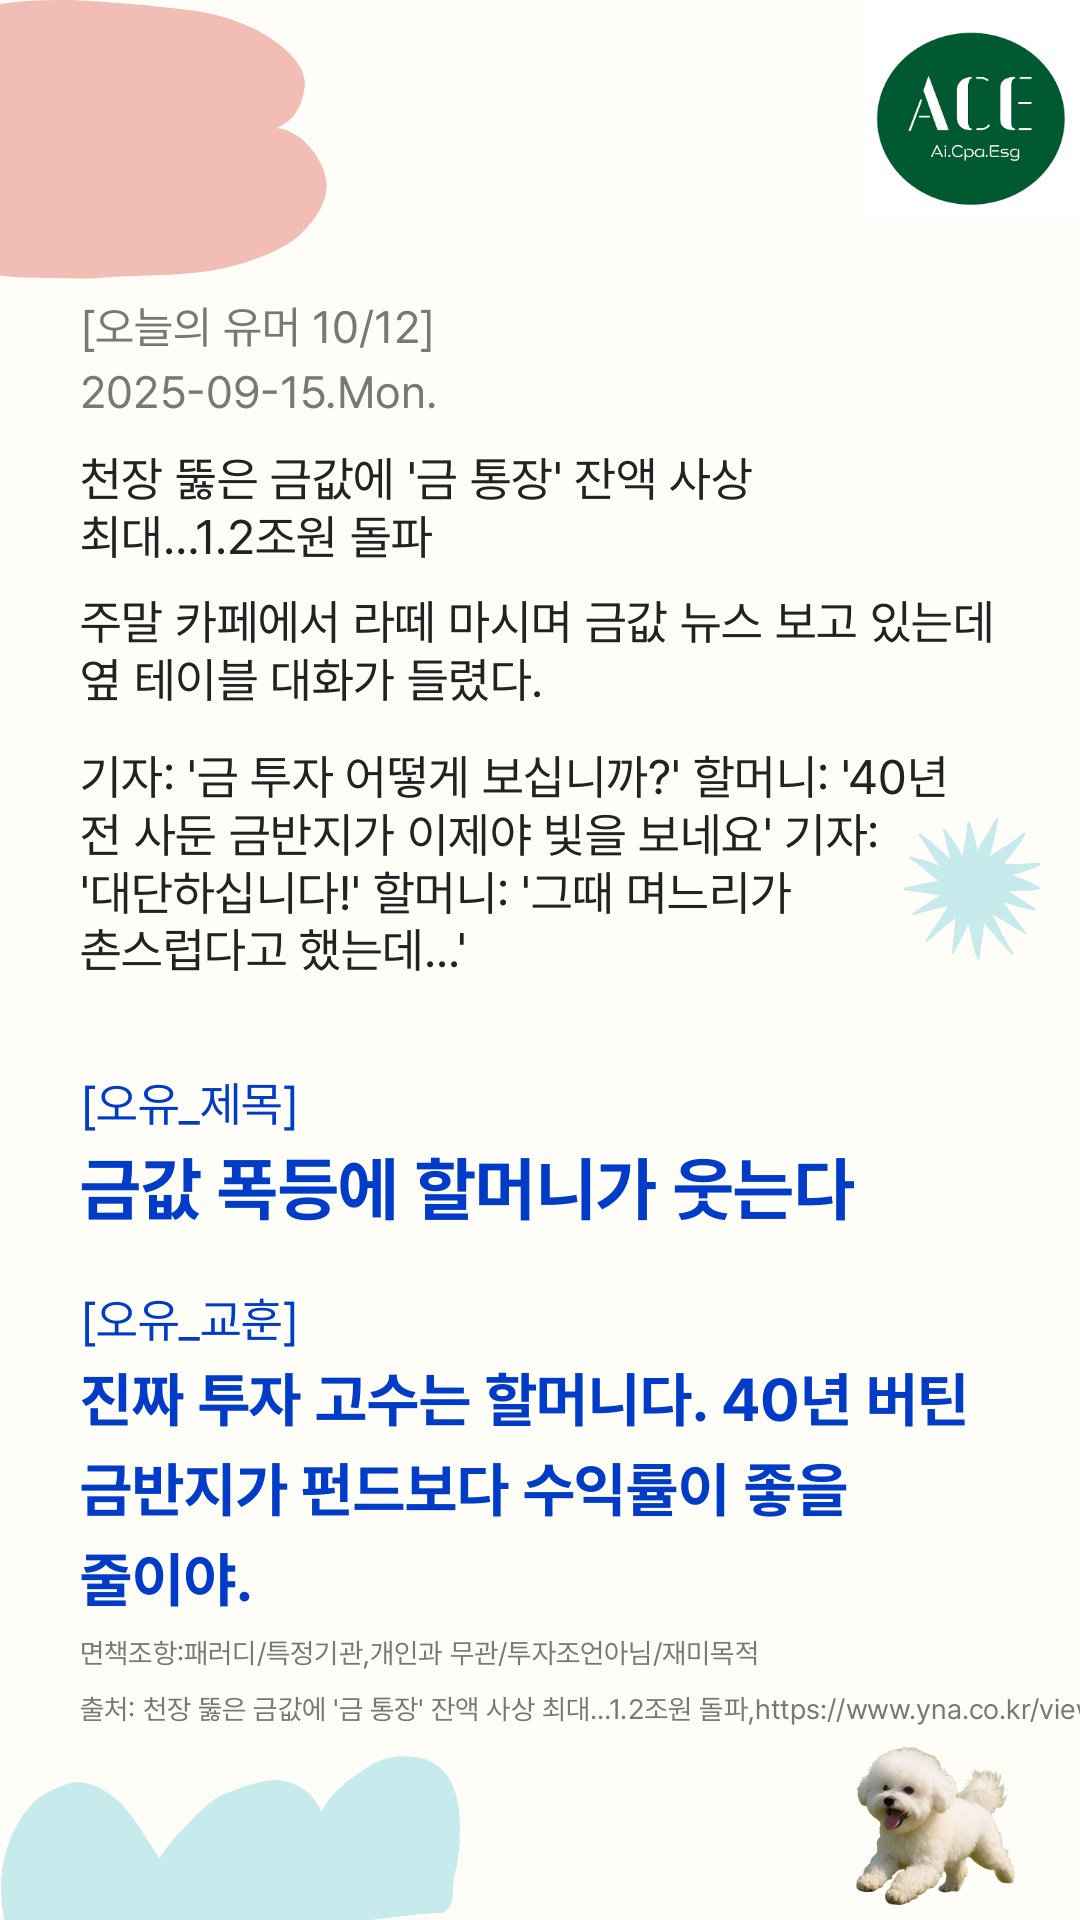 ACE
Ai.Cpa.Esg
[오늘의 유머 10/12]
2025-09-15.Mon.
천장 뚫은 금값에 '금 통장' 잔액 사상
최대...1.2조원 돌파
주말 카페에서 라떼 마시며 금값 뉴스 보고 있는데
옆 테이블 대화가 들렸다.
기자: '금 투자 어떻게 보십니까?' 할머니: '40년
전 사둔 금반지가 이제야 빛을 보네요' 기자:
'대단하십니다!' 할머니: '그때 며느리가
촌스럽다고 했는데...'
[오유_제목]
금값 폭등에 할머니가 웃는다
[오유_교훈]
진짜 투자 고수는 할머니다. 40년 버틴
금반지가 펀드보다 수익률이 좋을
줄이야.
면책조항:패러디/특정기관,개인과 무관/투자조언아님/재미목적
출처: 천장 뚫은 금값에 '금 통장' 잔액 사상 최대...1.2조원 돌파,https://www.yna.co.kr/view